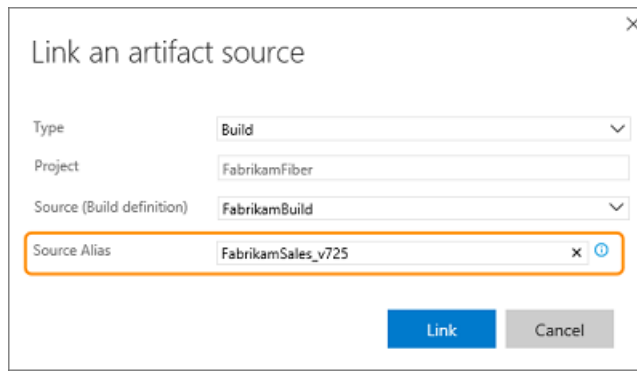 Link an artifact source
Type
Build
Project
FabrikamFiber
Source (Build definition)
FabrikamBuild
Source Alias
FabrikamSales_v725
Link
Cancel